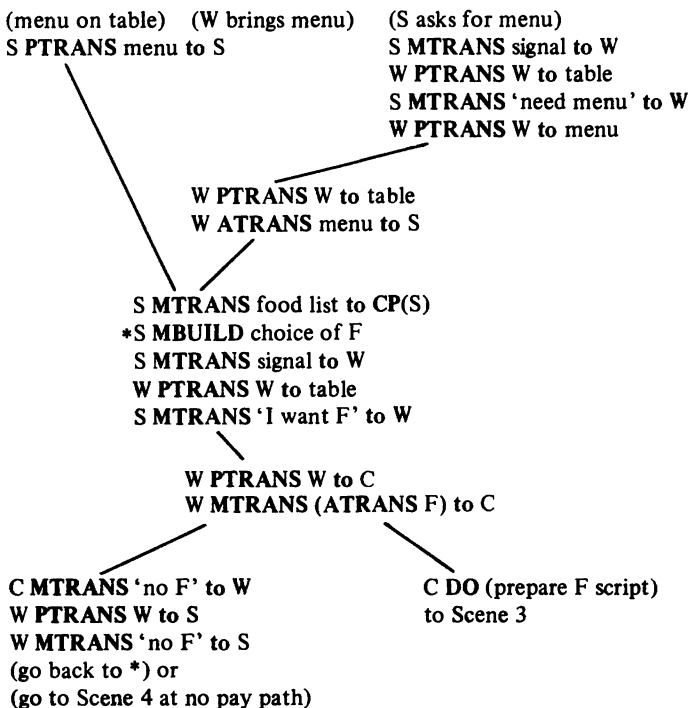 (menu on table) (W brings menu) (S asks for menu)
S PTRANS menu to S
S MTRANS signal to W
W PTRANS W to table
S MTRANS ‘need menu’ to W
W PTRANS W to menu
W PTRANS W to table
W ATRANS menu to S
S MTRANS food list to CP(S)
*S MBUILD choice of F
S MTRANS signal to W
W PTRANS W to table
S MTRANS ‘I want F’ to W
W PTRANS W to C
W MTRANS (ATRANS F) to C
C MTRANS ‘no F’ to W
W PTRANS W to S
W MTRANS ‘no F’ to S
(go back to *) or
(go to Scene 4 at no pay path)
C DO (prepare F script)
to Scene 3